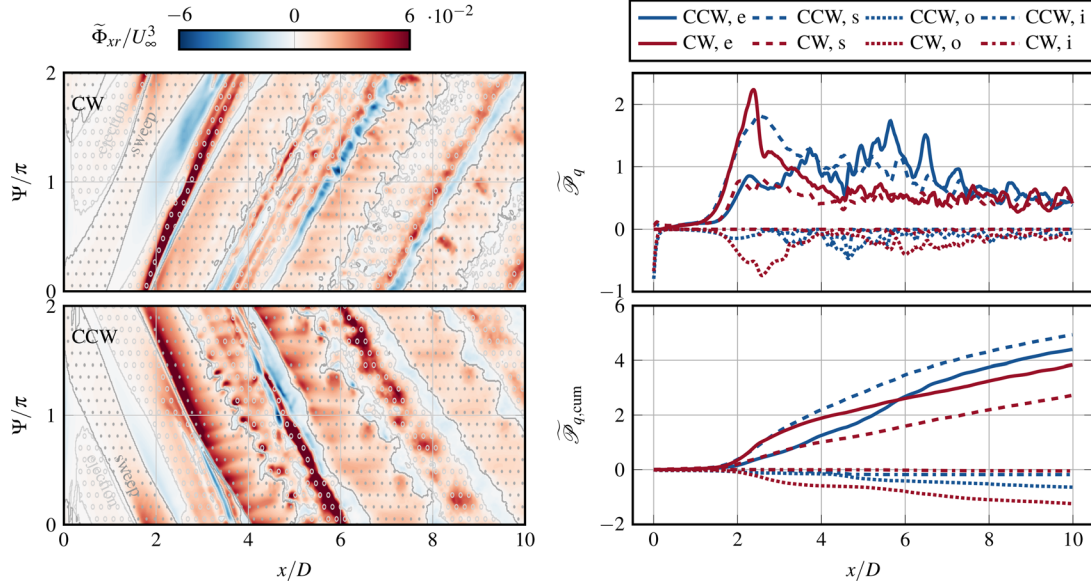 Φ̃xr/U∞³
−6 0 6 ·10⁻²
CCW, e CCW, s CCW, o CCW, i
CW, e CW, s CW, o CW, i
CW
ejection
sweep
Ψ/π
2
1
0
CCW
ejection
sweep
Ψ/π
2
1
0
0 2 4 6 8 10
x/D
𝒫̃q
2
1
0
−1
𝒫̃q,cum
6
4
2
0
−2
0 2 4 6 8 10
x/D